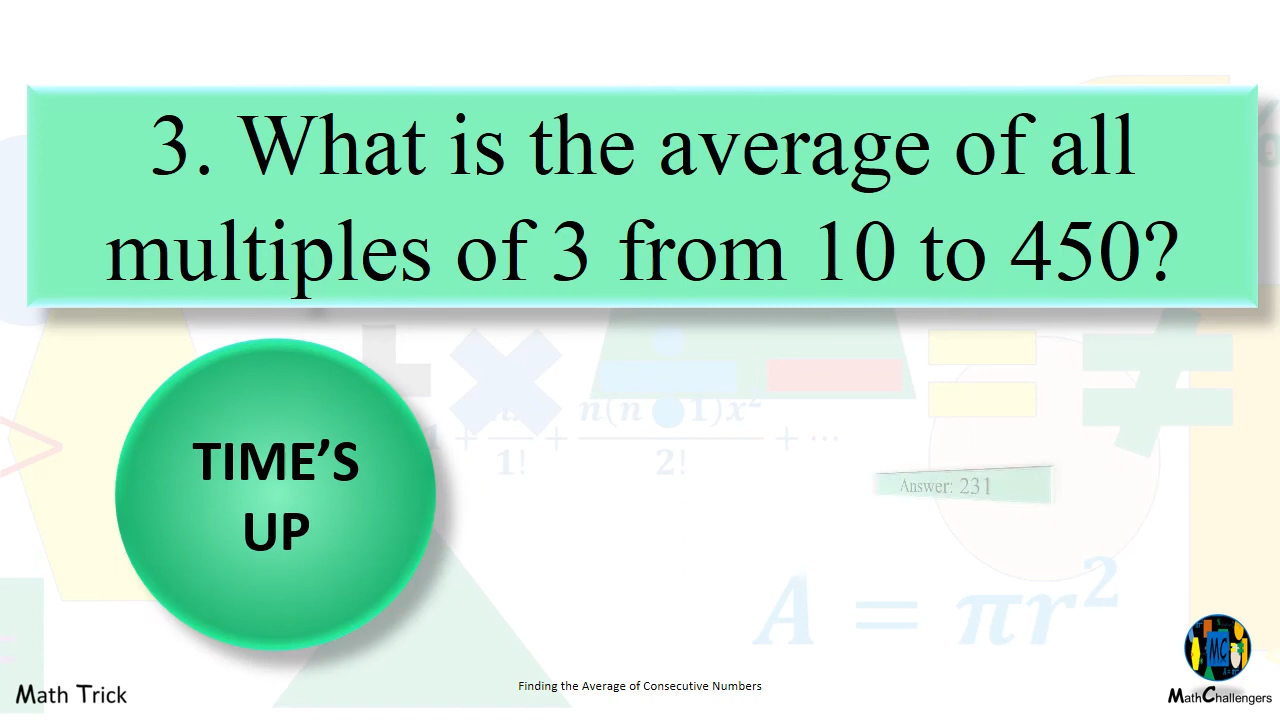 3. What is the average of all
multiples of 3 from 10 to 450?
TIME'S
UP
Answer: 231
A = πr²
Math Trick
Finding the Average of Consecutive Numbers
MC
MathChallengers